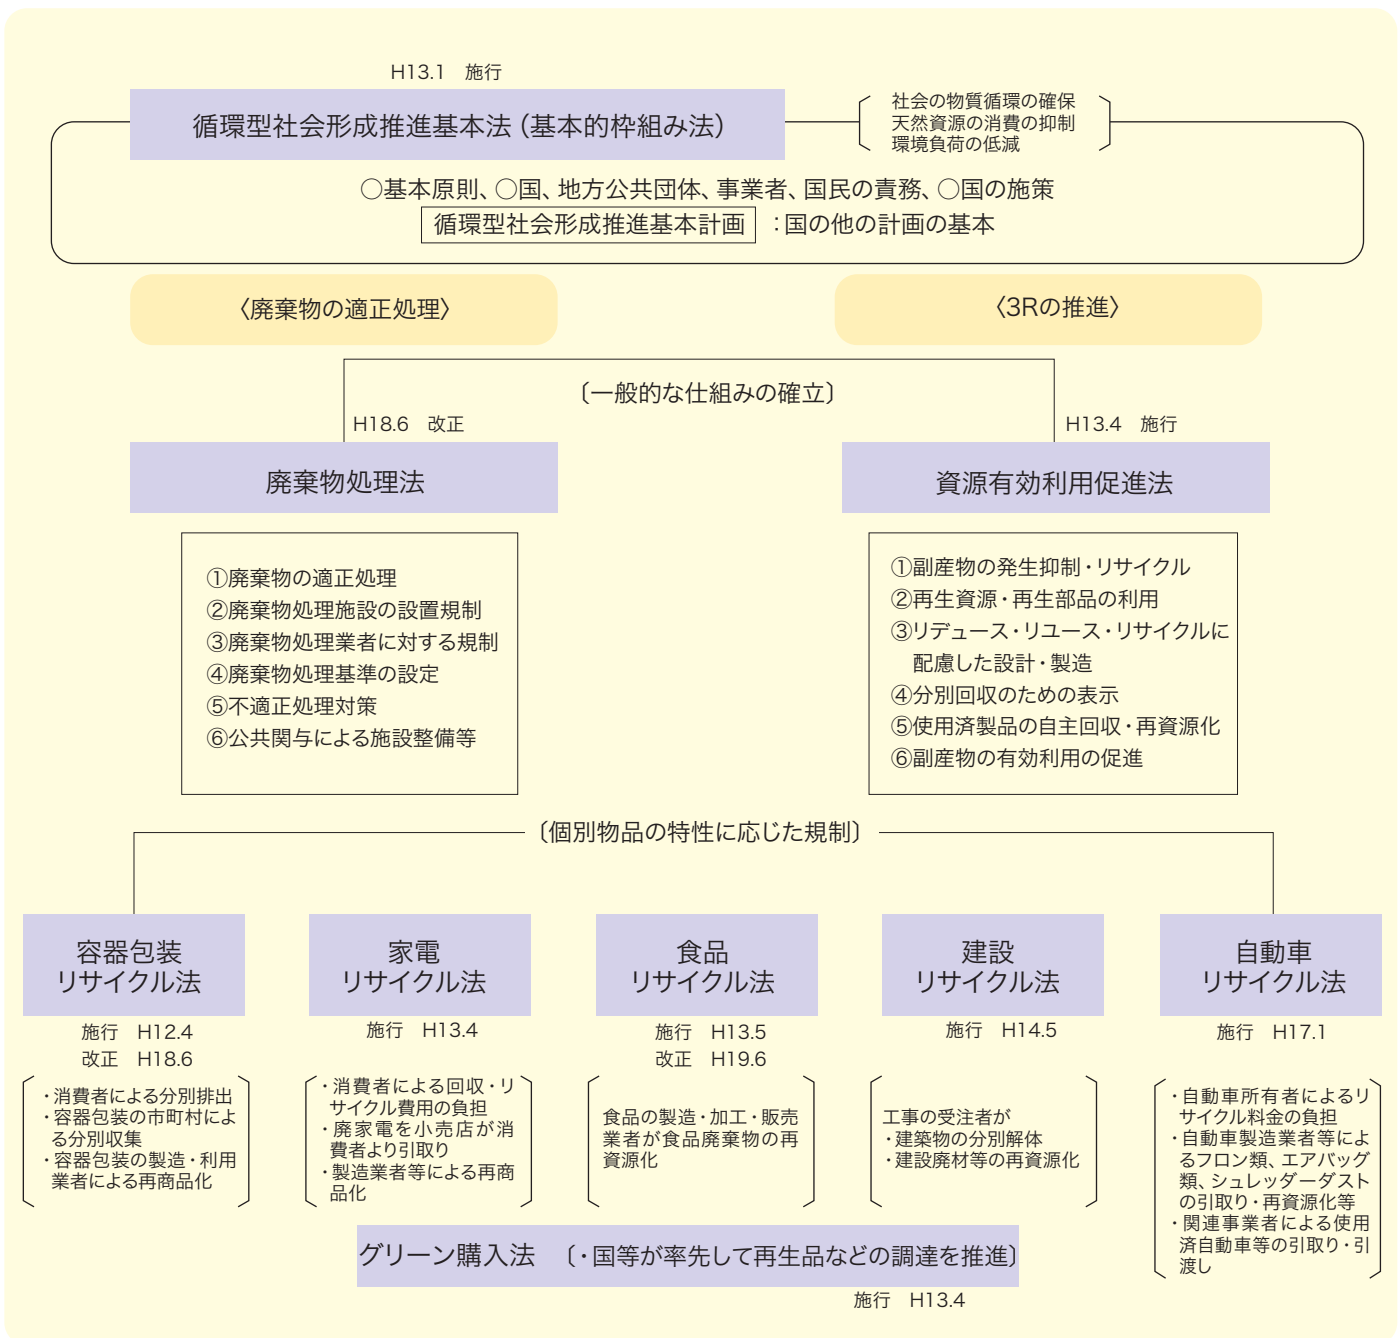 H13.1　施行
循環型社会形成推進基本法（基本的枠組み法）
社会の物質循環の確保
天然資源の消費の抑制
環境負荷の低減
○基本原則、○国、地方公共団体、事業者、国民の責務、○国の施策
循環型社会形成推進基本計画　：国の他の計画の基本
〈廃棄物の適正処理〉
〈3Rの推進〉
〔一般的な仕組みの確立〕
H18.6　改正
H13.4　施行
廃棄物処理法
資源有効利用促進法
①廃棄物の適正処理
②廃棄物処理施設の設置規制
③廃棄物処理業者に対する規制
④廃棄物処理基準の設定
⑤不適正処理対策
⑥公共関与による施設整備等
①副産物の発生抑制・リサイクル
②再生資源・再生部品の利用
③リデュース・リユース・リサイクルに
配慮した設計・製造
④分別回収のための表示
⑤使用済製品の自主回収・再資源化
⑥副産物の有効利用の促進
〔個別物品の特性に応じた規制〕
容器包装
リサイクル法
施行　H12.4
改正　H18.6
・消費者による分別排出
・容器包装の市町村によ
る分別収集
・容器包装の製造・利用
業者による再商品化
家電
リサイクル法
施行　H13.4
・消費者による回収・リ
サイクル費用の負担
・廃家電を小売店が消
費者より引取り
・製造業者等による再商
品化
食品
リサイクル法
施行　H13.5
改正　H19.6
食品の製造・加工・販売
業者が食品廃棄物の再
資源化
建設
リサイクル法
施行　H14.5
工事の受注者が
・建築物の分別解体
・建設廃材等の再資源化
自動車
リサイクル法
施行　H17.1
・自動車所有者によるリ
サイクル料金の負担
・自動車製造業者等によ
るフロン類、エアバッグ
類、シュレッダーダスト
の引取り・再資源化等
・関連事業者による使用
済自動車等の引取り・引
渡し
グリーン購入法　〔・国等が率先して再生品などの調達を推進〕
施行　H13.4